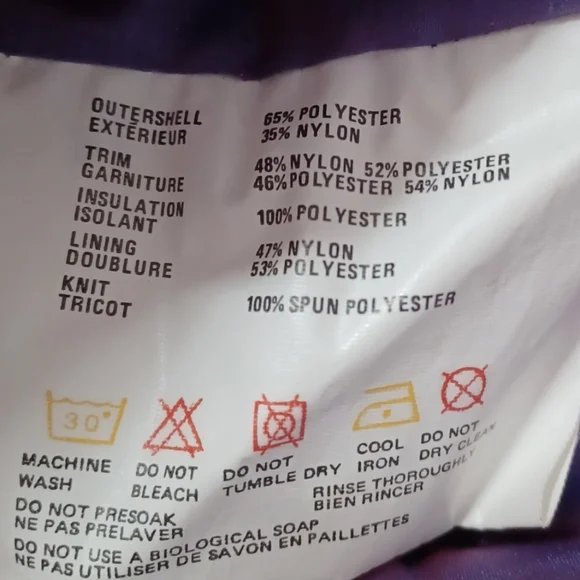 OUTERSHELL 65% POLYESTER
EXTÉRIEUR 35% NYLON
TRIM 48% NYLON 52% POLYESTER
GARNITURE 46% POLYESTER 54% NYLON
INSULATION 100% POLYESTER
ISOLANT
LINING 47% NYLON
DOUBLURE 53% POLYESTER
KNIT 100% SPUN POLYESTER
TRICOT
30°
MACHINE WASH
DO NOT BLEACH
DO NOT TUMBLE DRY
COOL IRON
DO NOT DRY CLEAN
RINSE THOROUGHLY
BIEN RINCER
DO NOT PRESOAK
NE PAS PRELAVER
DO NOT USE A BIOLOGICAL SOAP
NE PAS UTILISER DE SAVON EN PAILLETTES